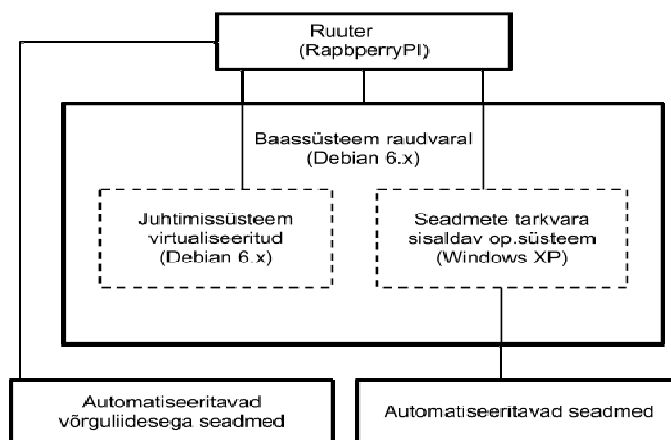 Ruuter
(RapbperryPI)
Baassüsteem raudvaral
(Debian 6.x)
Juhtimissüsteem
virtualiseeritud
(Debian 6.x)
Seadmete tarkvara
sisaldav op.süsteem
(Windows XP)
Automatiseeritavad
võrguliidesega seadmed
Automatiseeritavad seadmed